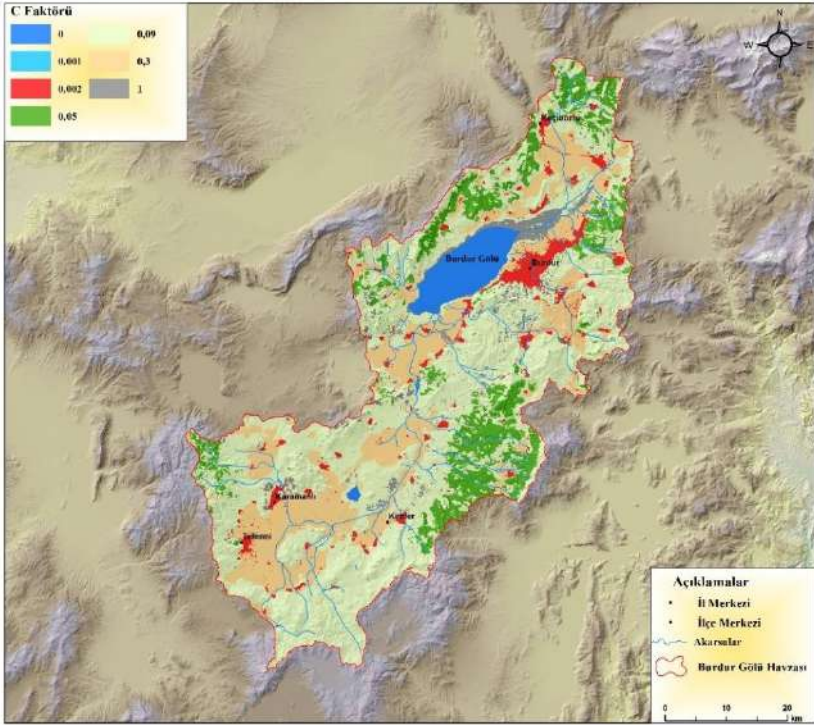 C Faktörü
0
0,09
0,001
0,3
0,002
1
0,05
N
W
E
Keçiborlu
Burdur Gölü
Burdur
Karamanlı
Kemer
Tefenni
Açıklamalar
İl Merkezi
İlçe Merkezi
Akarsular
Burdur Gölü Havzası
0
10
20
km